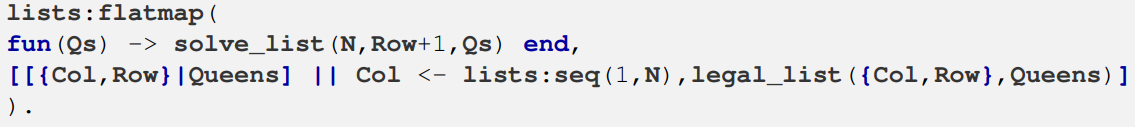 lists:flatmap(
fun(Qs) -> solve_list(N,Row+1,Qs) end,
[[{Col,Row}|Queens] || Col <- lists:seq(1,N),legal_list({Col,Row},Queens)]
).